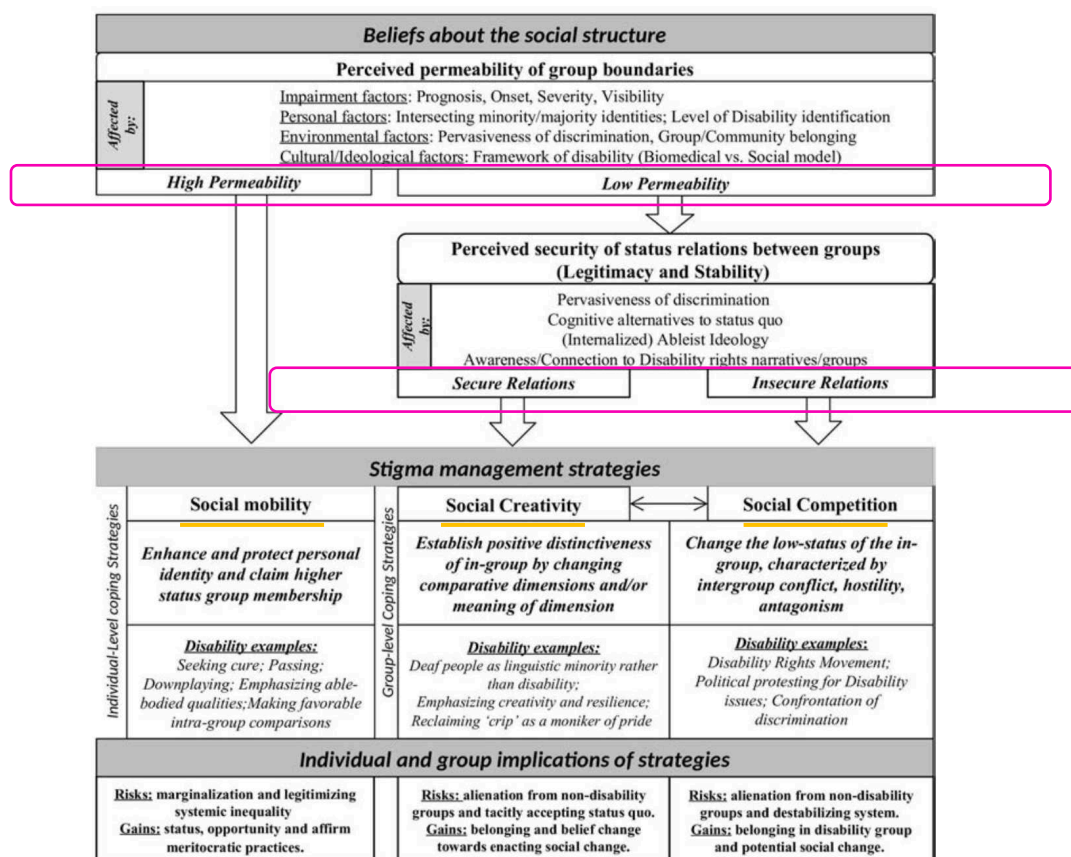 Beliefs about the social structure
Perceived permeability of group boundaries
Affected by:
Impairment factors: Prognosis, Onset, Severity, Visibility
Personal factors: Intersecting minority/majority identities; Level of Disability identification
Environmental factors: Pervasiveness of discrimination, Group/Community belonging
Cultural/Ideological factors: Framework of disability (Biomedical vs. Social model)
High Permeability
Low Permeability
Perceived security of status relations between groups
(Legitimacy and Stability)
Affected by:
Pervasiveness of discrimination
Cognitive alternatives to status quo
(Internalized) Ableist Ideology
Awareness/Connection to Disability rights narratives/groups
Secure Relations
Insecure Relations
Stigma management strategies
Individual-Level coping Strategies
Social mobility
Enhance and protect personal
identity and claim higher
status group membership
Disability examples:
Seeking cure; Passing;
Downplaying; Emphasizing able-
bodied qualities;Making favorable
intra-group comparisons
Group-level Coping Strategies
Social Creativity
Establish positive distinctiveness
of in-group by changing
comparative dimensions and/or
meaning of dimension
Disability examples:
Deaf people as linguistic minority rather
than disability;
Emphasizing creativity and resilience;
Reclaiming ‘crip’ as a moniker of pride
Social Competition
Change the low-status of the in-
group, characterized by
intergroup conflict, hostility,
antagonism
Disability examples:
Disability Rights Movement;
Political protesting for Disability
issues; Confrontation of
discrimination
Individual and group implications of strategies
Risks: marginalization and legitimizing
systemic inequality
Gains: status, opportunity and affirm
meritocratic practices.
Risks: alienation from non-disability
groups and tacitly accepting status quo.
Gains: belonging and belief change
towards enacting social change.
Risks: alienation from non-disability
groups and destabilizing system.
Gains: belonging in disability group
and potential social change.